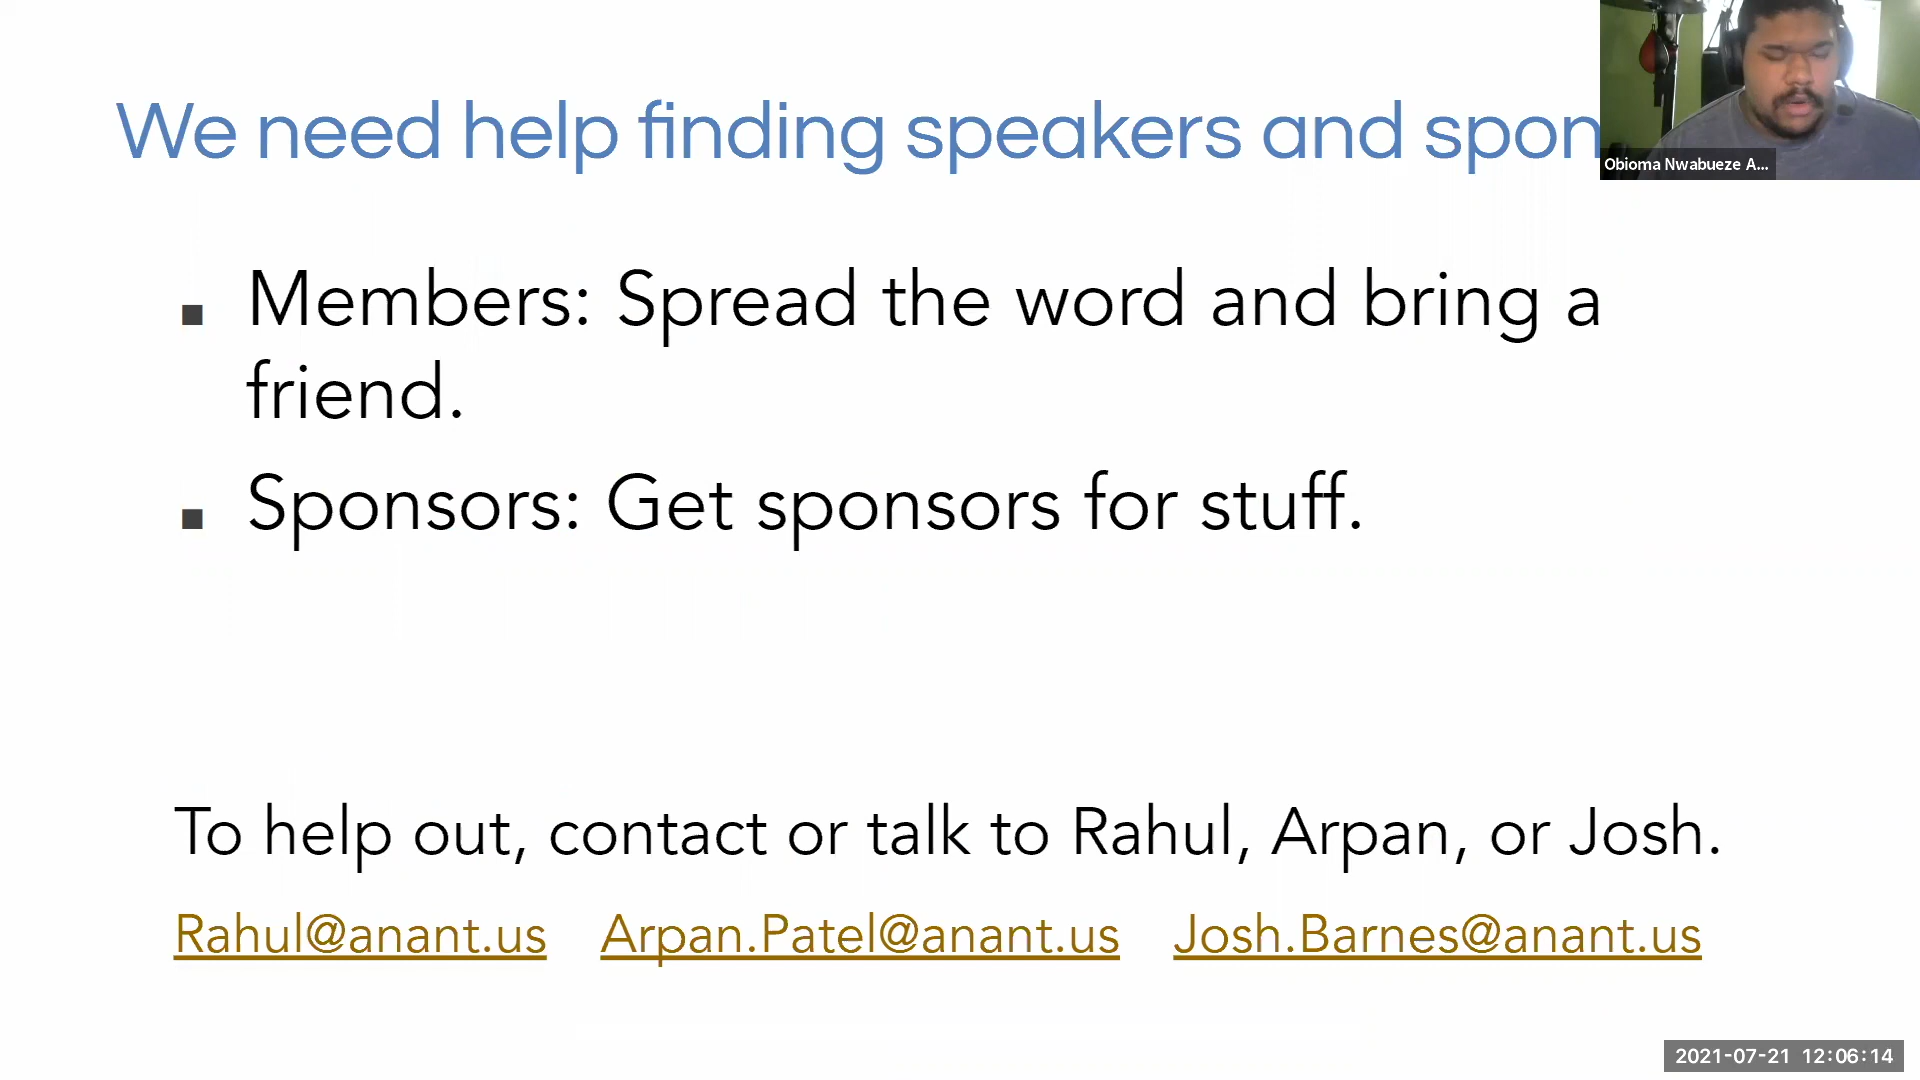 We need help finding speakers and spon
Obioma Nwabueze A...
▪ Members: Spread the word and bring a
friend.
▪ Sponsors: Get sponsors for stuff.
To help out, contact or talk to Rahul, Arpan, or Josh.
Rahul@anant.us Arpan.Patel@anant.us Josh.Barnes@anant.us
2021-07-21 12:06:14